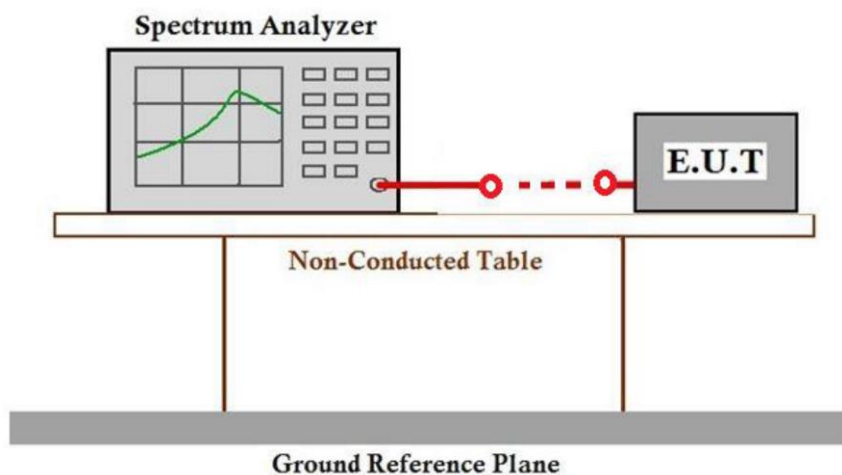 Spectrum Analyzer
E.U.T
Non-Conducted Table
Ground Reference Plane